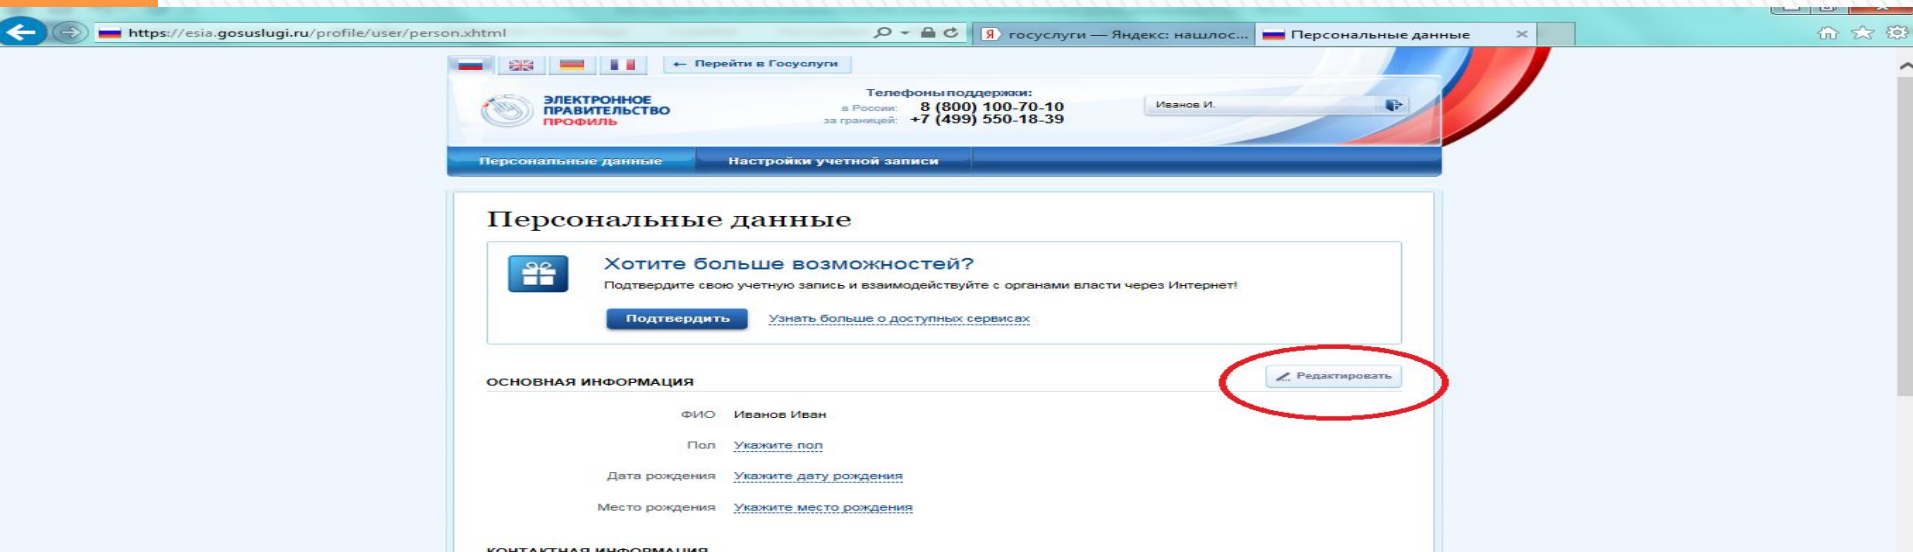 https://esia.gosuslugi.ru/profile/user/person.xhtml
Я госуслуги — Яндекс: нашлос...
Персональные данные
← Перейти в Госуслуги
ЭЛЕКТРОННОЕ
ПРАВИТЕЛЬСТВО
ПРОФИЛЬ
Телефоны поддержки:
в России: 8 (800) 100-70-10
за границей: +7 (499) 550-18-39
Иванов И.
Персональные данные
Настройки учетной записи
Персональные данные
Хотите больше возможностей?
Подтвердите свою учетную запись и взаимодействуйте с органами власти через Интернет!
Подтвердить
Узнать больше о доступных сервисах
ОСНОВНАЯ ИНФОРМАЦИЯ
Редактировать
ФИО Иванов Иван
Пол Укажите пол
Дата рождения Укажите дату рождения
Место рождения Укажите место рождения
КОНТАКТНАЯ ИНФОРМАЦИЯ